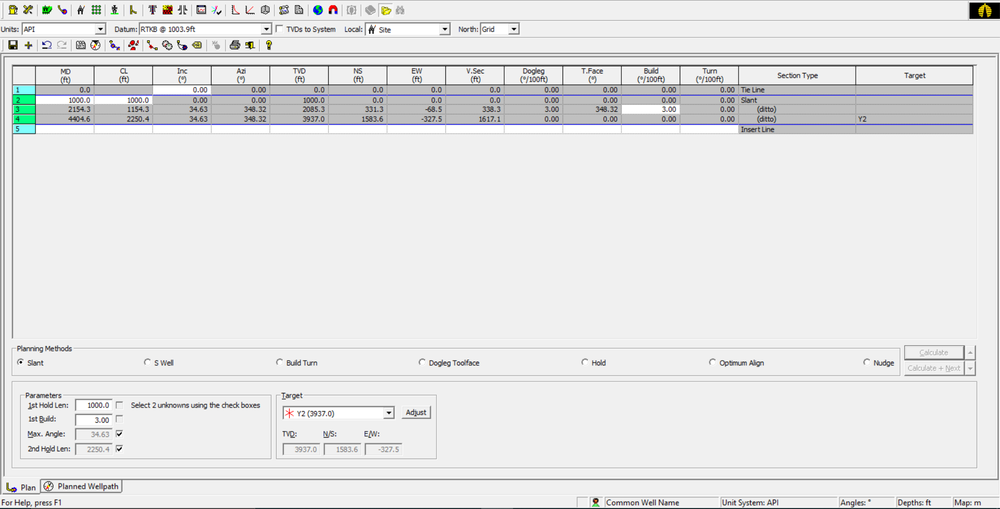 Units: API Datum: RTKB @ 1003.9ft TVDs to System Local: Site North: Grid
MD CL Inc Azi TVD NS EW V.Sec Dogleg T.Face Build Turn Section Type Target
(ft) (ft) (°) (°) (ft) (ft) (ft) (ft) (°/100ft) (°) (°/100ft) (°/100ft)
1 0.0 0.00 0.00 0.0 0.0 0.0 0.0 0.00 0.00 0.00 0.00 Tie Line
2 1000.0 1000.0 0.00 0.00 1000.0 0.0 0.0 0.0 0.00 0.00 0.00 0.00 Slant
3 2154.3 1154.3 34.63 348.32 2085.3 331.3 -68.5 338.3 3.00 348.32 3.00 0.00 (ditto)
4 4404.6 2250.4 34.63 348.32 3937.0 1583.6 -327.5 1617.1 0.00 0.00 0.00 0.00 (ditto) Y2
5 Insert Line
Planning Methods
Slant S Well Build Turn Dogleg Toolface Hold Optimum Align Nudge
Calculate
Calculate + Next
Parameters
1st Hold Len: 1000.0 Select 2 unknowns using the check boxes
1st Build: 3.00
Max. Angle: 34.63
2nd Hold Len: 2250.4
Target
Y2 (3937.0) Adjust
TVD: N/S: E/W:
3937.0 1583.6 -327.5
Plan Planned Wellpath
For Help, press F1 Common Well Name Unit System: API Angles: ° Depths: ft Map: m